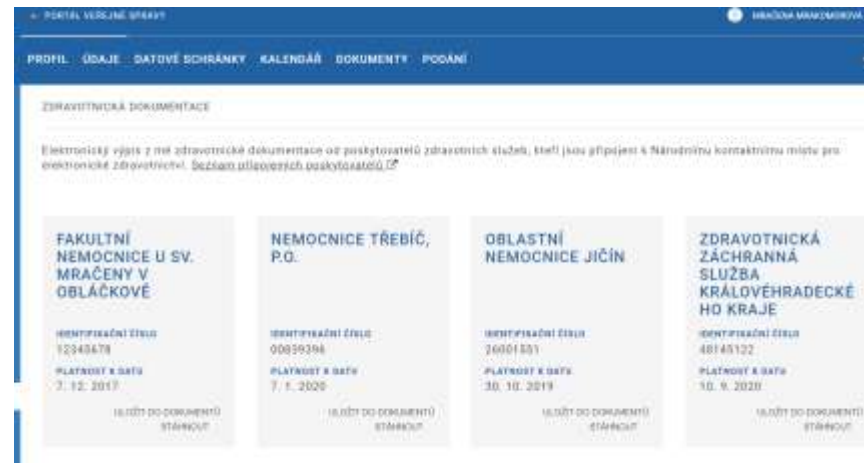 ← PORTÁL VEŘEJNÉ SPRÁVY
MRAČENA MRAKOMOROVÁ
PROFIL ÚDAJE DATOVÉ SCHRÁNKY KALENDÁŘ DOKUMENTY PODÁNÍ
ZDRAVOTNICKÁ DOKUMENTACE
Elektronický výpis z mé zdravotnické dokumentace od poskytovatelů zdravotních služeb, kteří jsou připojeni k Národnímu kontaktnímu místu pro
elektronické zdravotnictví. Seznam připojených poskytovatelů
FAKULTNÍ
NEMOCNICE U SV.
MRAČENY V
OBLÁČKOVĚ
IDENTIFIKAČNÍ ČÍSLO
12345678
PLATNOST K DATU
7. 12. 2017
ULOŽIT DO DOKUMENTŮ
STÁHNOUT
NEMOCNICE TŘEBÍČ,
P.O.
IDENTIFIKAČNÍ ČÍSLO
00839396
PLATNOST K DATU
7. 1. 2020
ULOŽIT DO DOKUMENTŮ
STÁHNOUT
OBLASTNÍ
NEMOCNICE JIČÍN
IDENTIFIKAČNÍ ČÍSLO
26001551
PLATNOST K DATU
30. 10. 2019
ULOŽIT DO DOKUMENTŮ
STÁHNOUT
ZDRAVOTNICKÁ
ZÁCHRANNÁ
SLUŽBA
KRÁLOVÉHRADECKÉ
HO KRAJE
IDENTIFIKAČNÍ ČÍSLO
48145122
PLATNOST K DATU
10. 9. 2020
ULOŽIT DO DOKUMENTŮ
STÁHNOUT